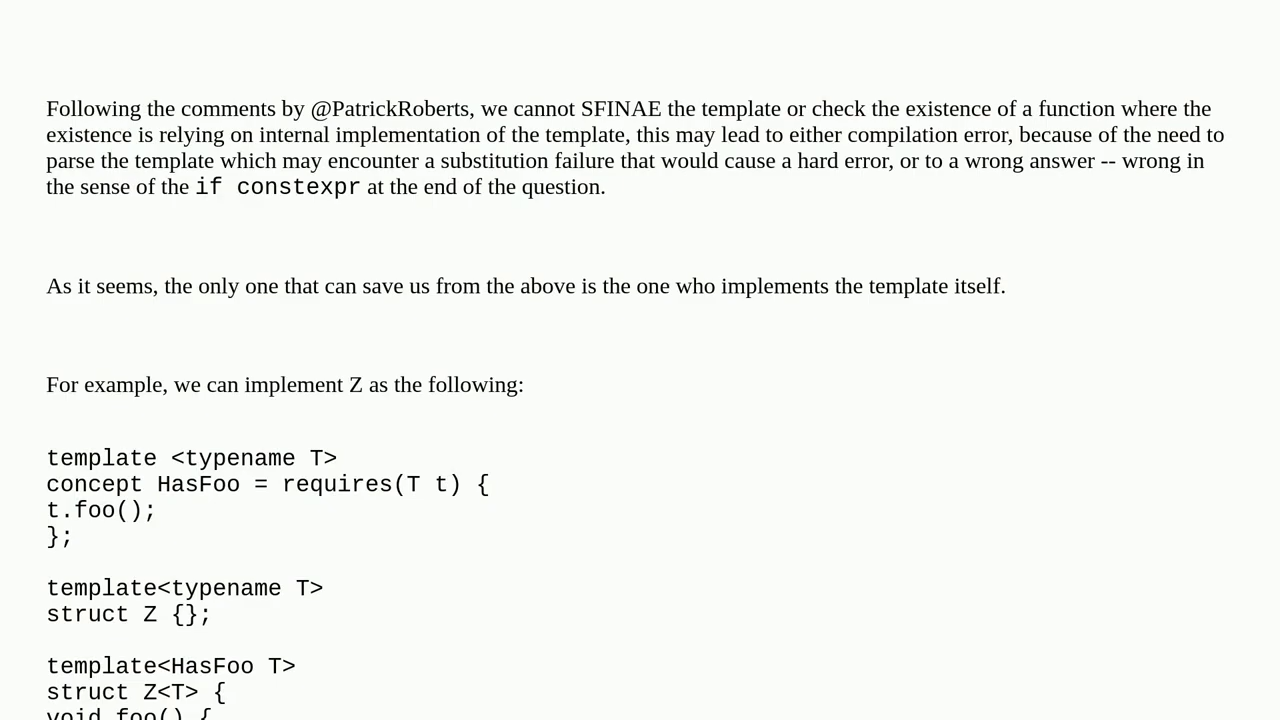 Following the comments by @PatrickRoberts, we cannot SFINAE the template or check the existence of a function where the
existence is relying on internal implementation of the template, this may lead to either compilation error, because of the need to
parse the template which may encounter a substitution failure that would cause a hard error, or to a wrong answer -- wrong in
the sense of the if constexpr at the end of the question.
As it seems, the only one that can save us from the above is the one who implements the template itself.
For example, we can implement Z as the following:
template <typename T>
concept HasFoo = requires(T t) {
t.foo();
};
template<typename T>
struct Z {};
template<HasFoo T>
struct Z<T> {
void foo() {